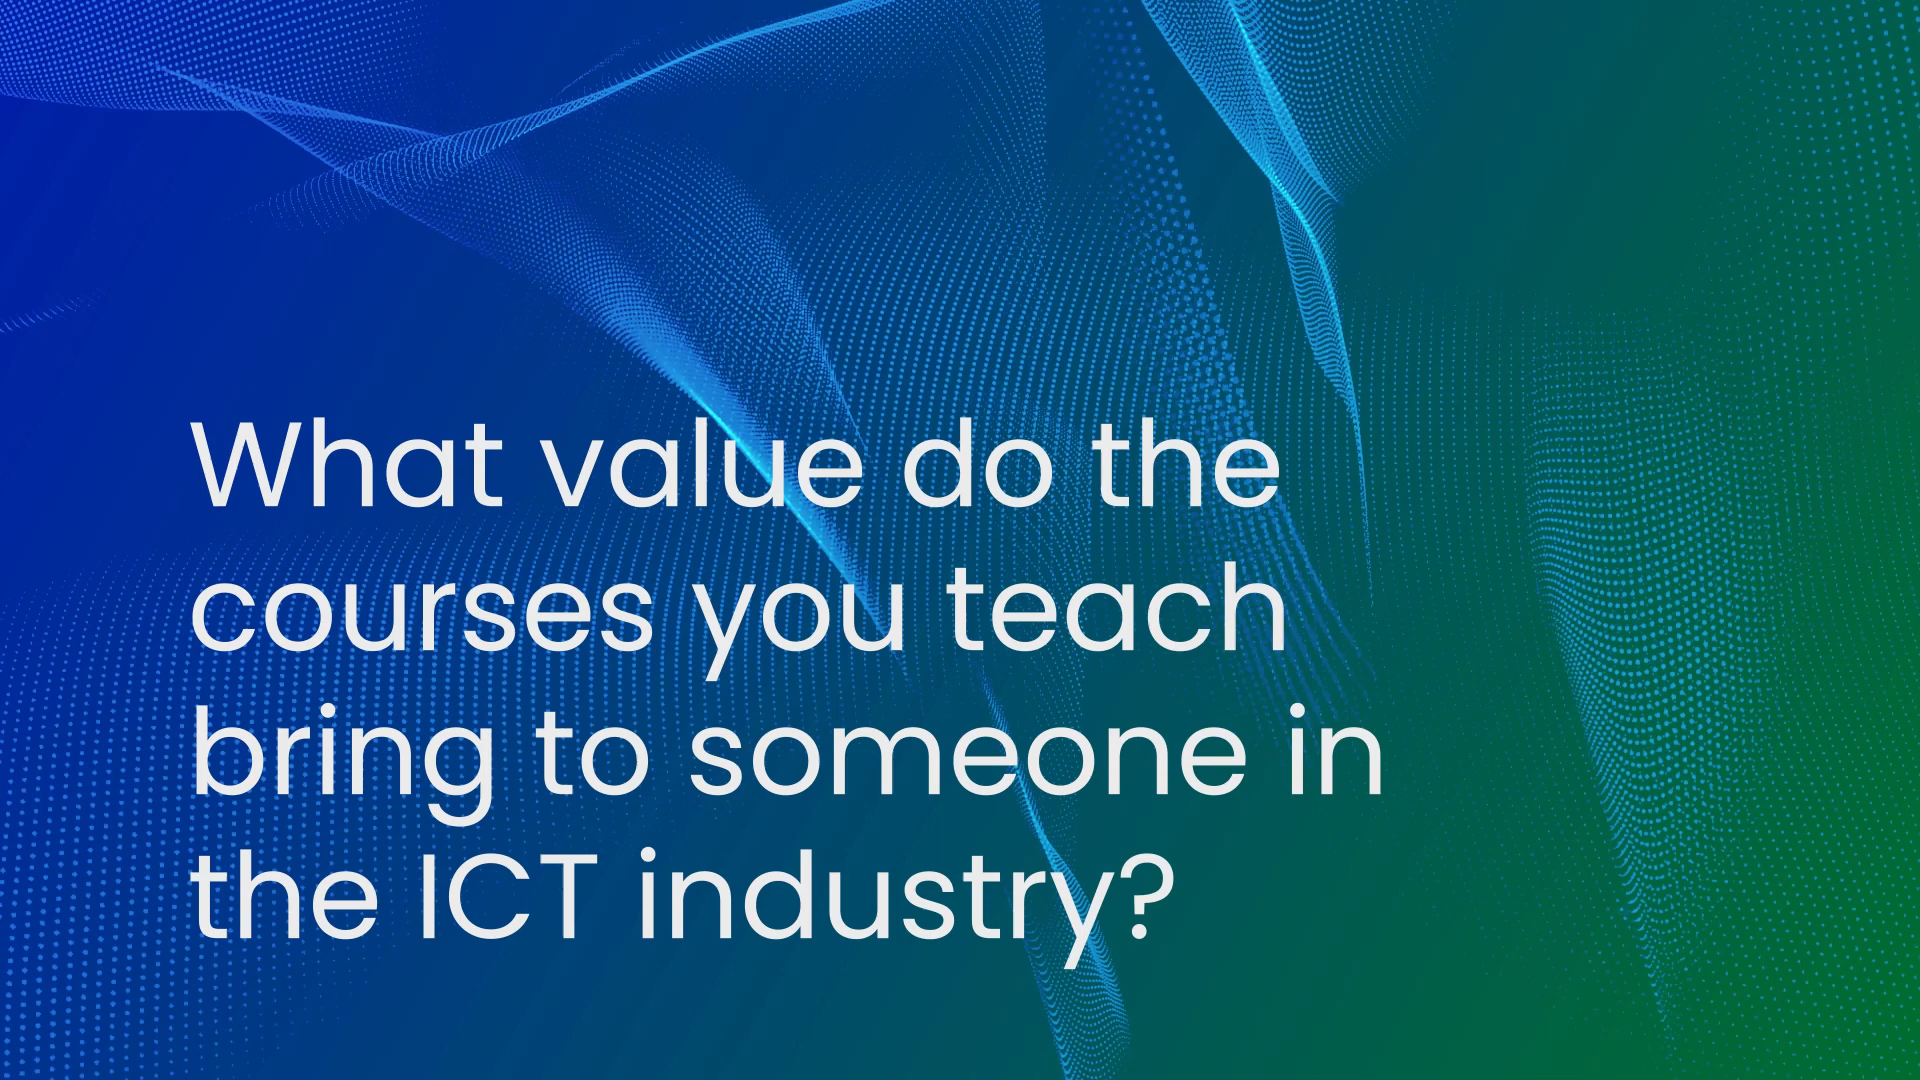 What value do the
courses you teach
bring to someone in
the ICT industry?